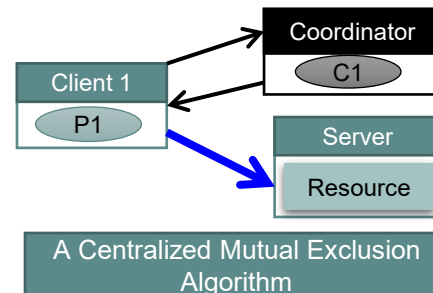 Coordinator
C1
Client 1
P1
Server
Resource
A Centralized Mutual Exclusion
Algorithm